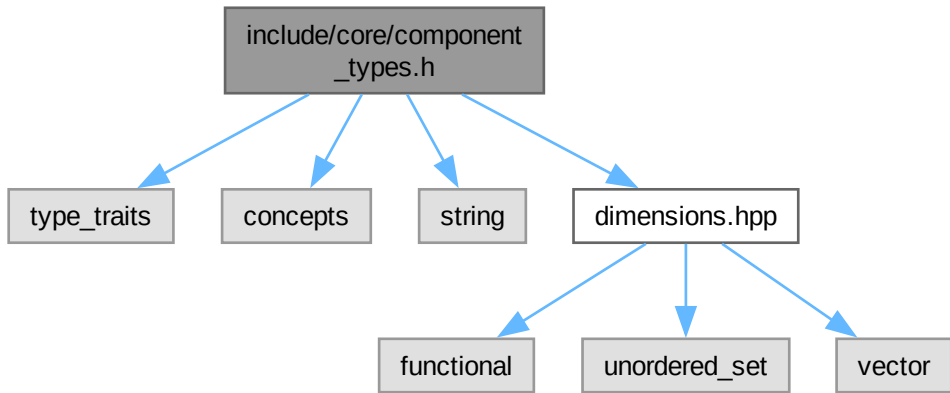 include/core/component
_types.h
type_traits
concepts
string
dimensions.hpp
functional
unordered_set
vector